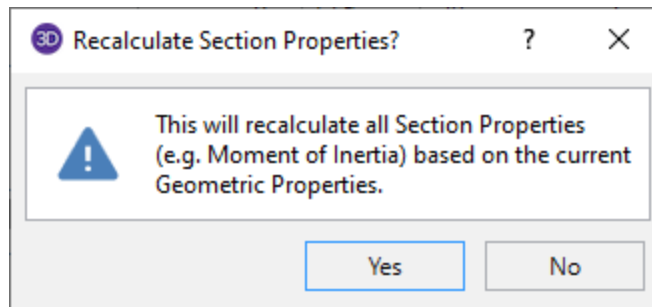 3D Recalculate Section Properties? ? ×
This will recalculate all Section Properties
(e.g. Moment of Inertia) based on the current
Geometric Properties.
Yes No